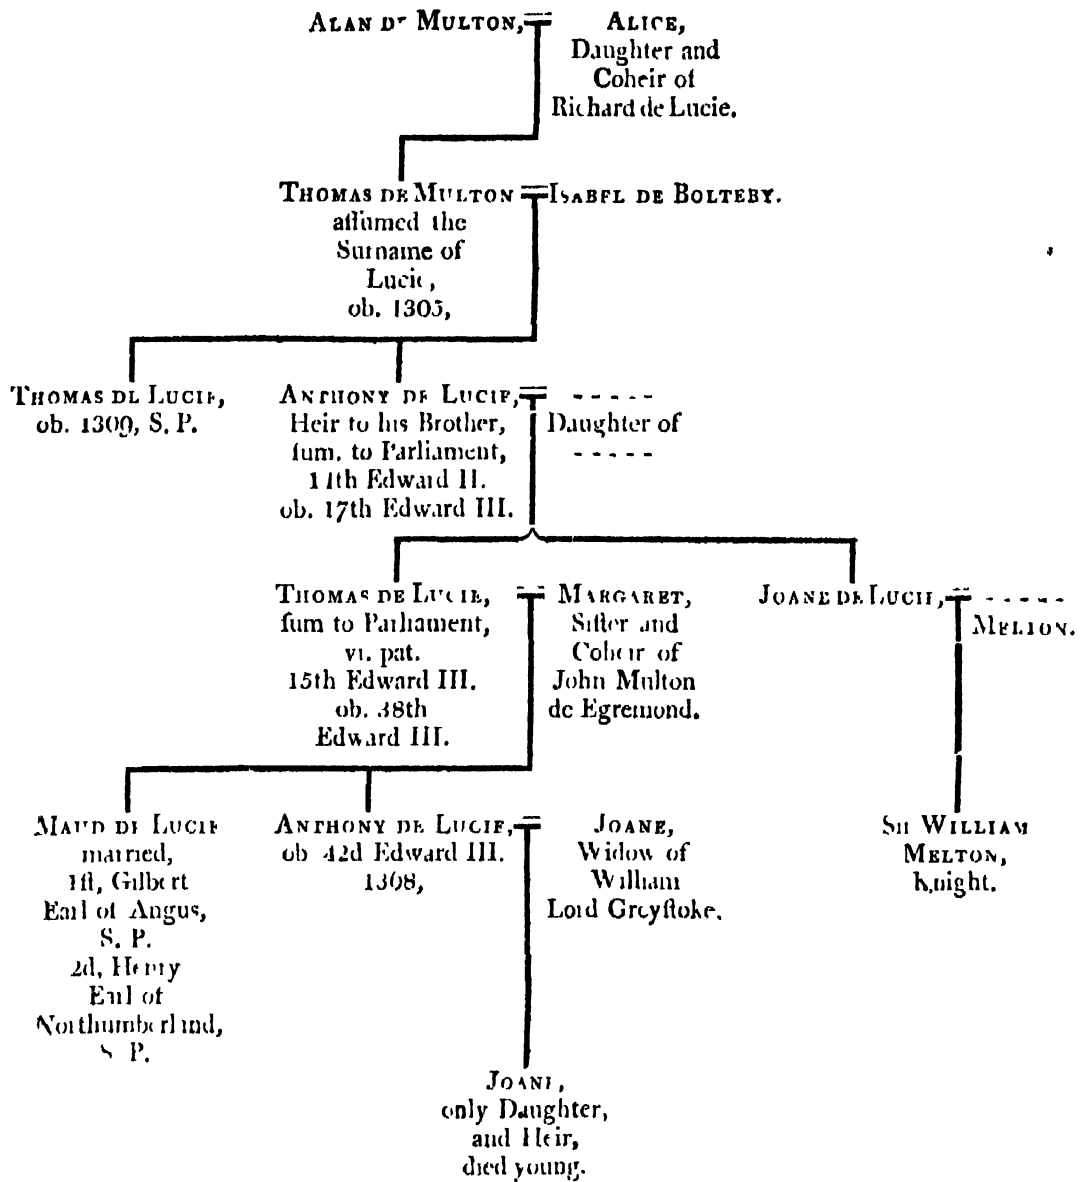 ALAN DE MULTON,
ALICE,
Daughter and
Coheir of
Richard de Lucie.
THOMAS DE MULTON
aſſumed the
Surname of
Lucie,
ob. 1305,
ISABEL DE BOLTEBY.
THOMAS DE LUCIE,
ob. 1309, S. P.
ANTHONY DE LUCIE,
Heir to his Brother,
ſum. to Parliament,
14th Edward II.
ob. 17th Edward III.
- - - - -
Daughter of
- - - - -
THOMAS DE LUCIE,
ſum to Parliament,
vi. pat.
15th Edward III.
ob. 38th
Edward III.
MARGARET,
Siſter and
Coheir of
John Multon
de Egremond.
JOANE DE LUCIE,
- - - - -
MELTON.
MAUD DE LUCIE
married,
1ſt, Gilbert
Earl of Angus,
S. P.
2d, Henry
Earl of
Northumberland,
S P.
ANTHONY DE LUCIE,
ob 42d Edward III.
1368,
JOANE,
Widow of
William
Lord Greyſtoke.
Sir WILLIAM
MELTON,
Knight.
JOANE,
only Daughter,
and Heir,
died young.